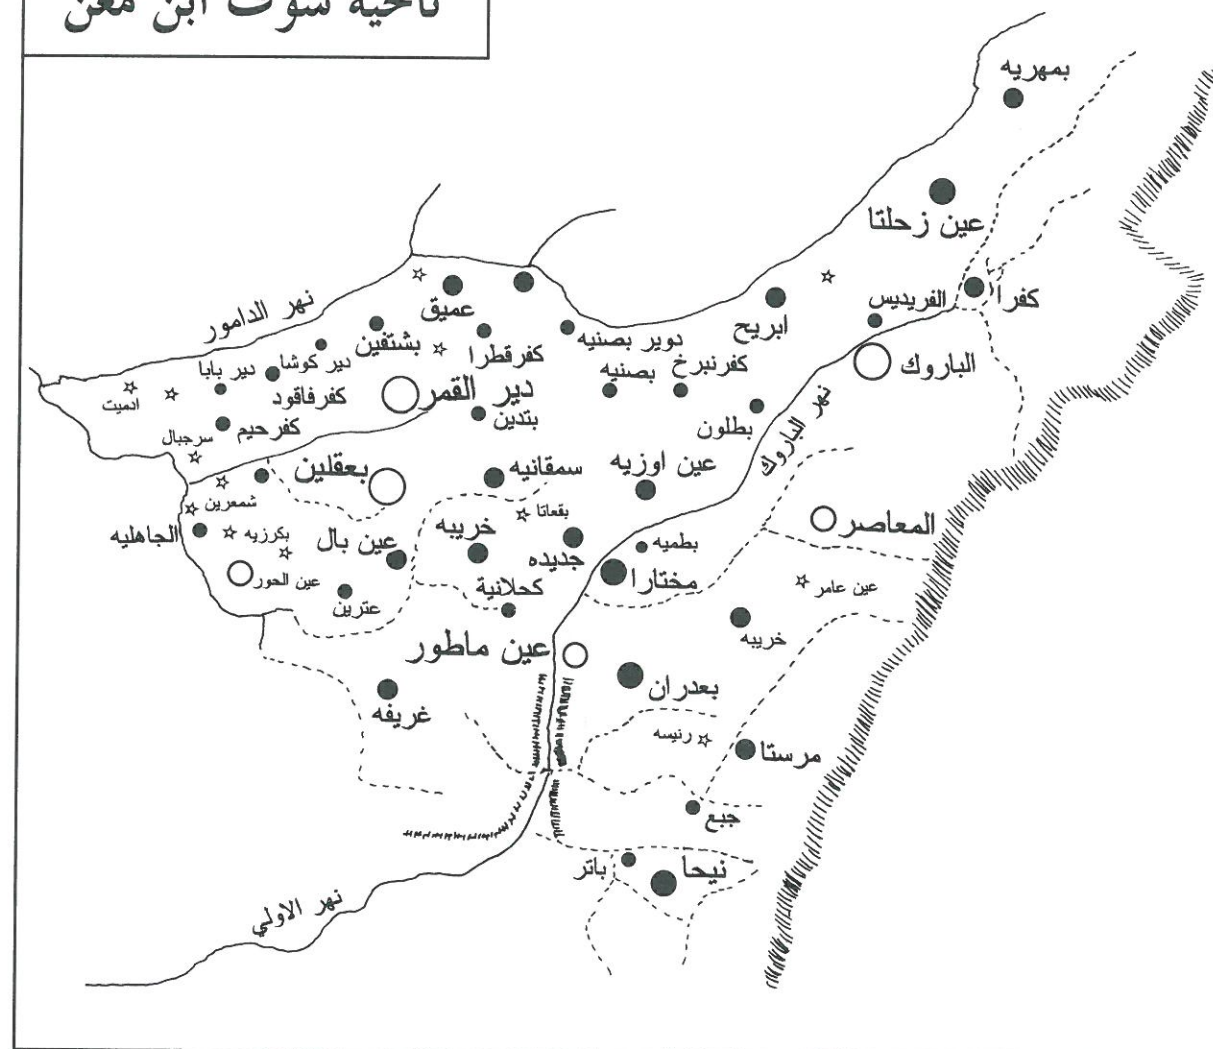 ناحية شوف ابن معن
بمهريه
عين زحلتا
كفرا
الفريديس
ابريح
الباروك
نهر الدامور
عميق
بشتفين
كفرقطرا
دوير بصنيه
كفرنبرخ
بصنيه
دير كوشا
دير بابا
كفرفاقود
دير القمر
بتدين
ادميت
كفرحيم
سرجبال
بطلون
نهر الباروك
بعقلين
سمقانيه
عين اوزيه
شمعرين
بقعاتا
المعاصر
الجاهليه
بكرزيه
عين بال
خريبه
جديده
بطميه
مختارا
عين الحور
كحلانية
عين عامر
عترين
خريبه
عين ماطور
بعدران
غريفه
رنيسه
مرستا
جبع
باتر
نيحا
نهر الاولي